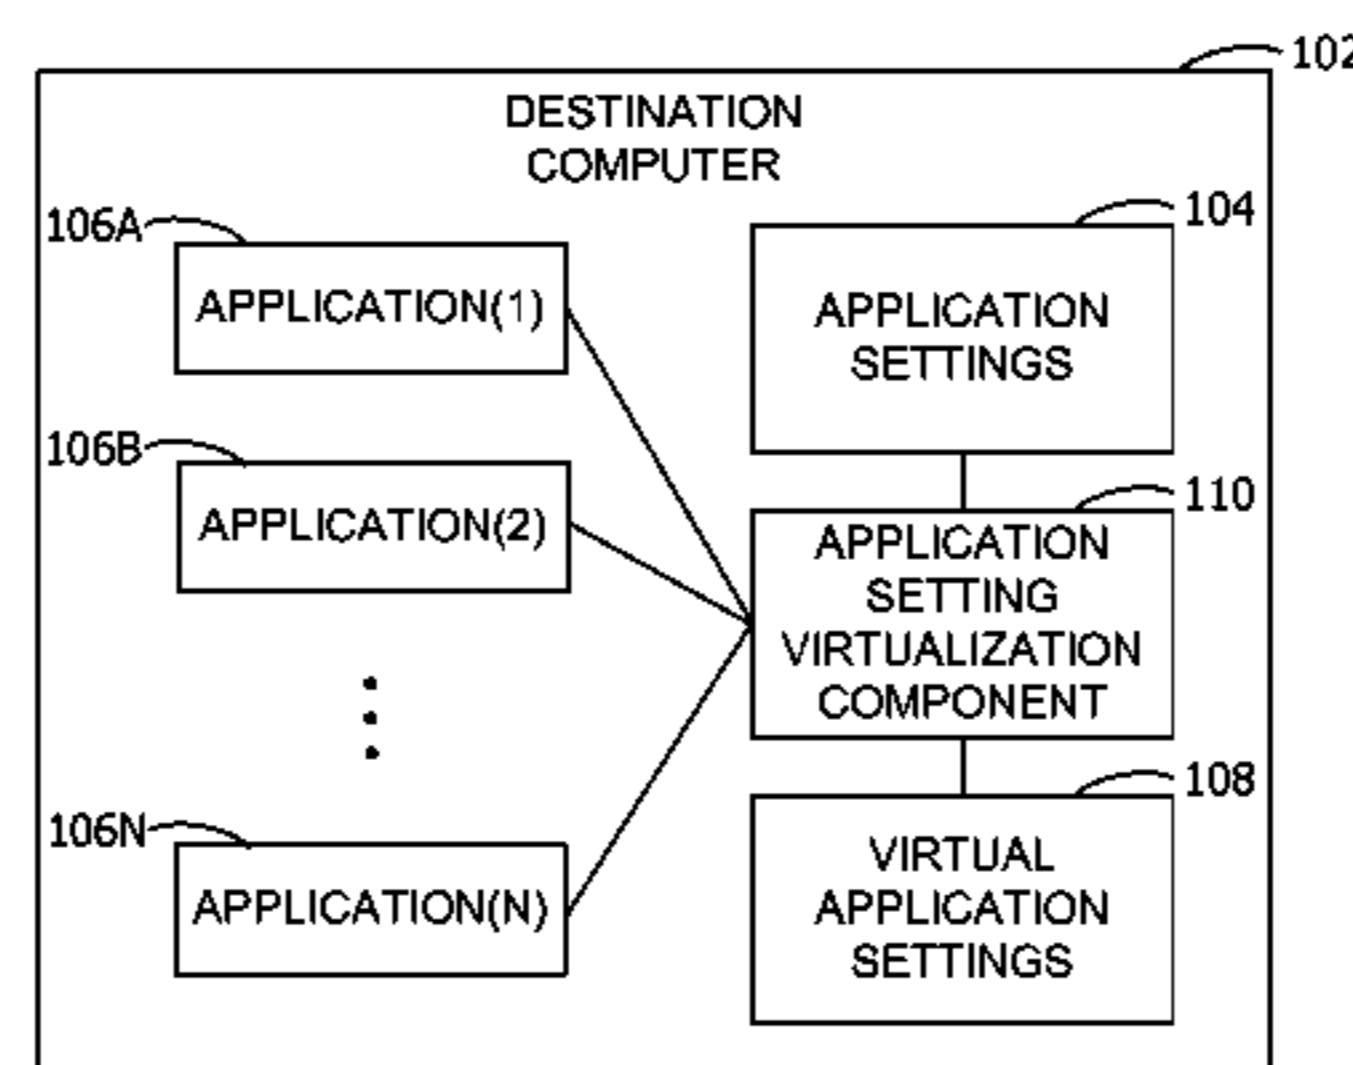 102
DESTINATION
COMPUTER
106A
APPLICATION(1)
104
APPLICATION
SETTINGS
106B
APPLICATION(2)
110
APPLICATION
SETTING
VIRTUALIZATION
COMPONENT
106N
APPLICATION(N)
108
VIRTUAL
APPLICATION
SETTINGS